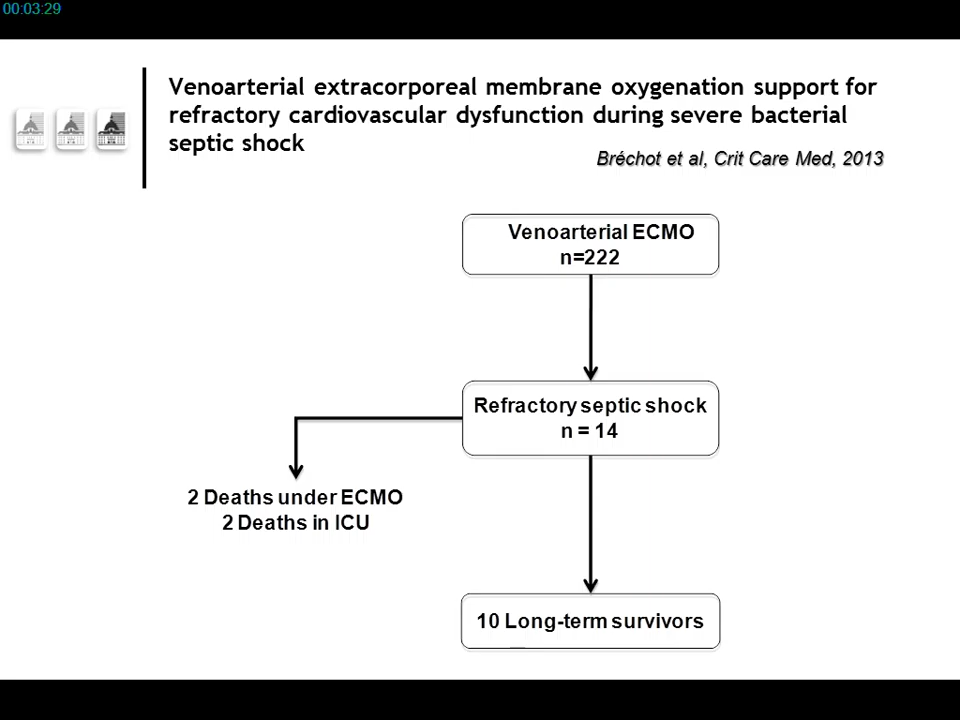 00:03:29
Venoarterial extracorporeal membrane oxygenation support for
refractory cardiovascular dysfunction during severe bacterial
septic shock
Bréchot et al, Crit Care Med, 2013
Venoarterial ECMO
n=222
Refractory septic shock
n = 14
2 Deaths under ECMO
2 Deaths in ICU
10 Long-term survivors